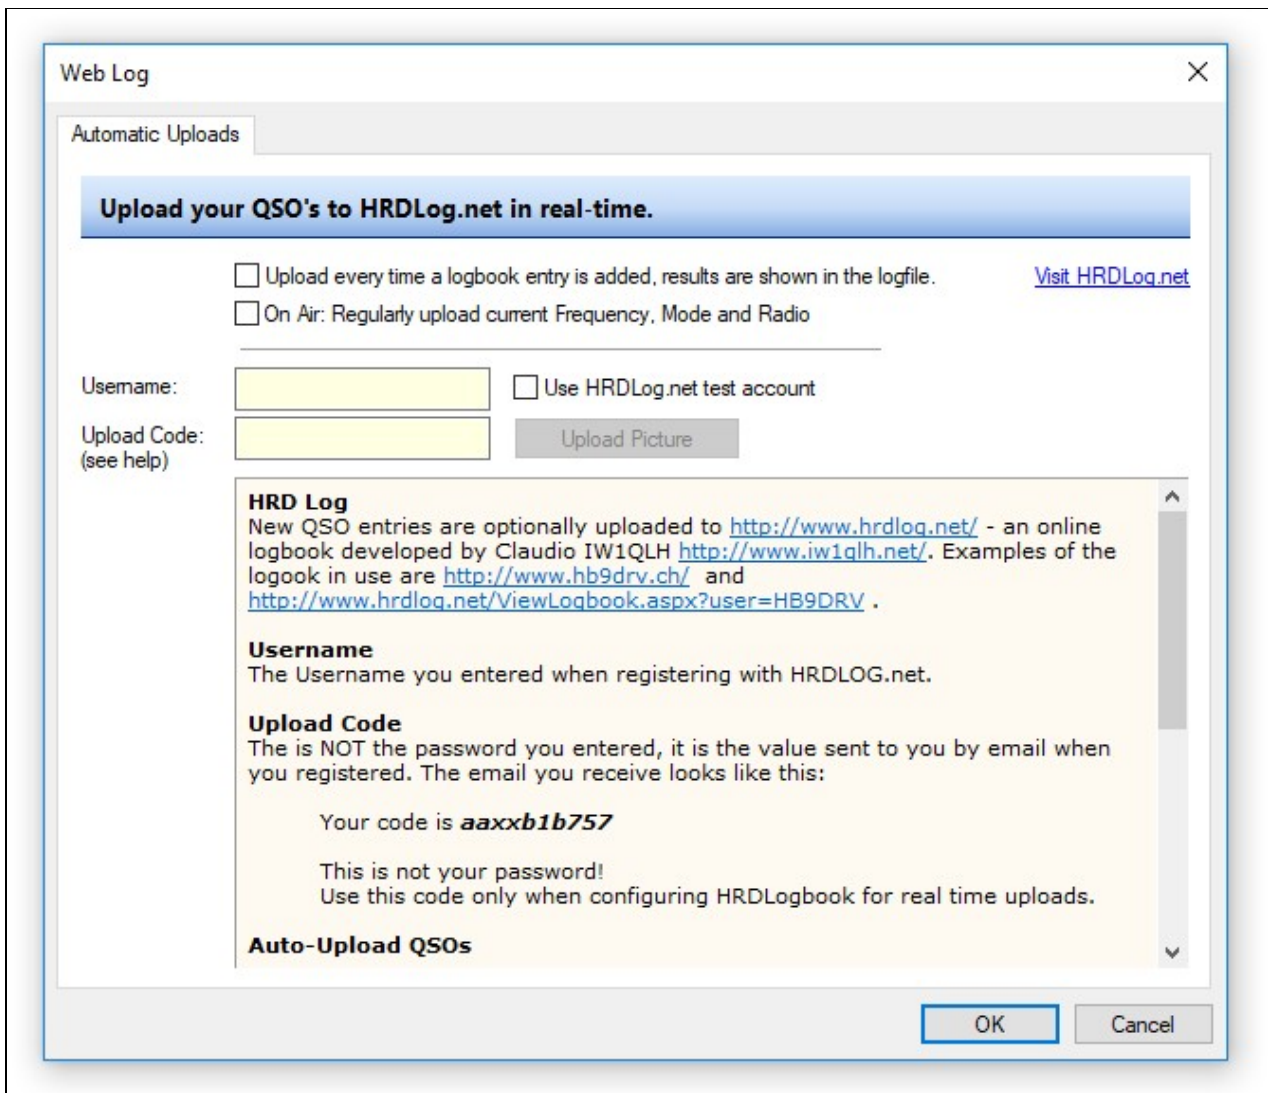 Web Log
Automatic Uploads
Upload your QSO's to HRDLog.net in real-time.
Upload every time a logbook entry is added, results are shown in the logfile.
Visit HRDLog.net
On Air: Regularly upload current Frequency, Mode and Radio
Username:
Use HRDLog.net test account
Upload Code:
(see help)
Upload Picture
HRD Log
New QSO entries are optionally uploaded to http://www.hrdlog.net/ - an online
logbook developed by Claudio IW1QLH http://www.iw1qlh.net/. Examples of the
logook in use are http://www.hb9drv.ch/ and
http://www.hrdlog.net/ViewLogbook.aspx?user=HB9DRV .
Username
The Username you entered when registering with HRDLOG.net.
Upload Code
The is NOT the password you entered, it is the value sent to you by email when
you registered. The email you receive looks like this:
Your code is aaxxb1b757
This is not your password!
Use this code only when configuring HRDLogbook for real time uploads.
Auto-Upload QSOs
OK
Cancel